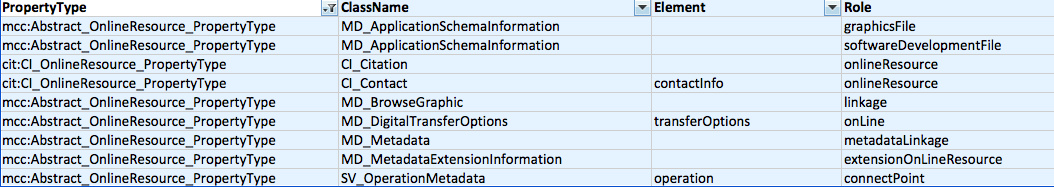 PropertyType ClassName Element Role
mcc:Abstract_OnlineResource_PropertyType MD_ApplicationSchemaInformation graphicsFile
mcc:Abstract_OnlineResource_PropertyType MD_ApplicationSchemaInformation softwareDevelopmentFile
cit:CI_OnlineResource_PropertyType CI_Citation onlineResource
cit:CI_OnlineResource_PropertyType CI_Contact contactInfo onlineResource
mcc:Abstract_OnlineResource_PropertyType MD_BrowseGraphic linkage
mcc:Abstract_OnlineResource_PropertyType MD_DigitalTransferOptions transferOptions onLine
mcc:Abstract_OnlineResource_PropertyType MD_Metadata metadataLinkage
mcc:Abstract_OnlineResource_PropertyType MD_MetadataExtensionInformation extensionOnLineResource
mcc:Abstract_OnlineResource_PropertyType SV_OperationMetadata operation connectPoint